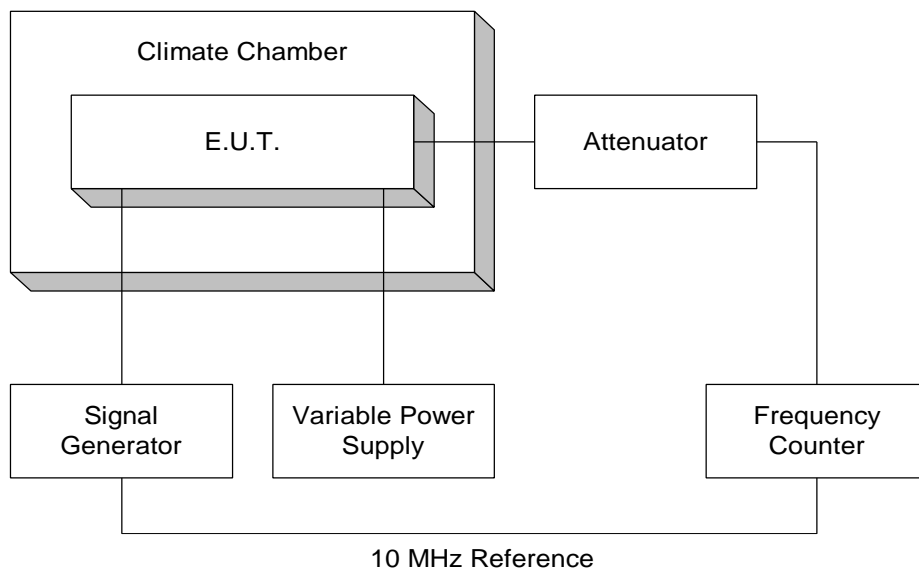 Climate Chamber
E.U.T.
Attenuator
Signal
Generator
Variable Power
Supply
Frequency
Counter
10 MHz Reference